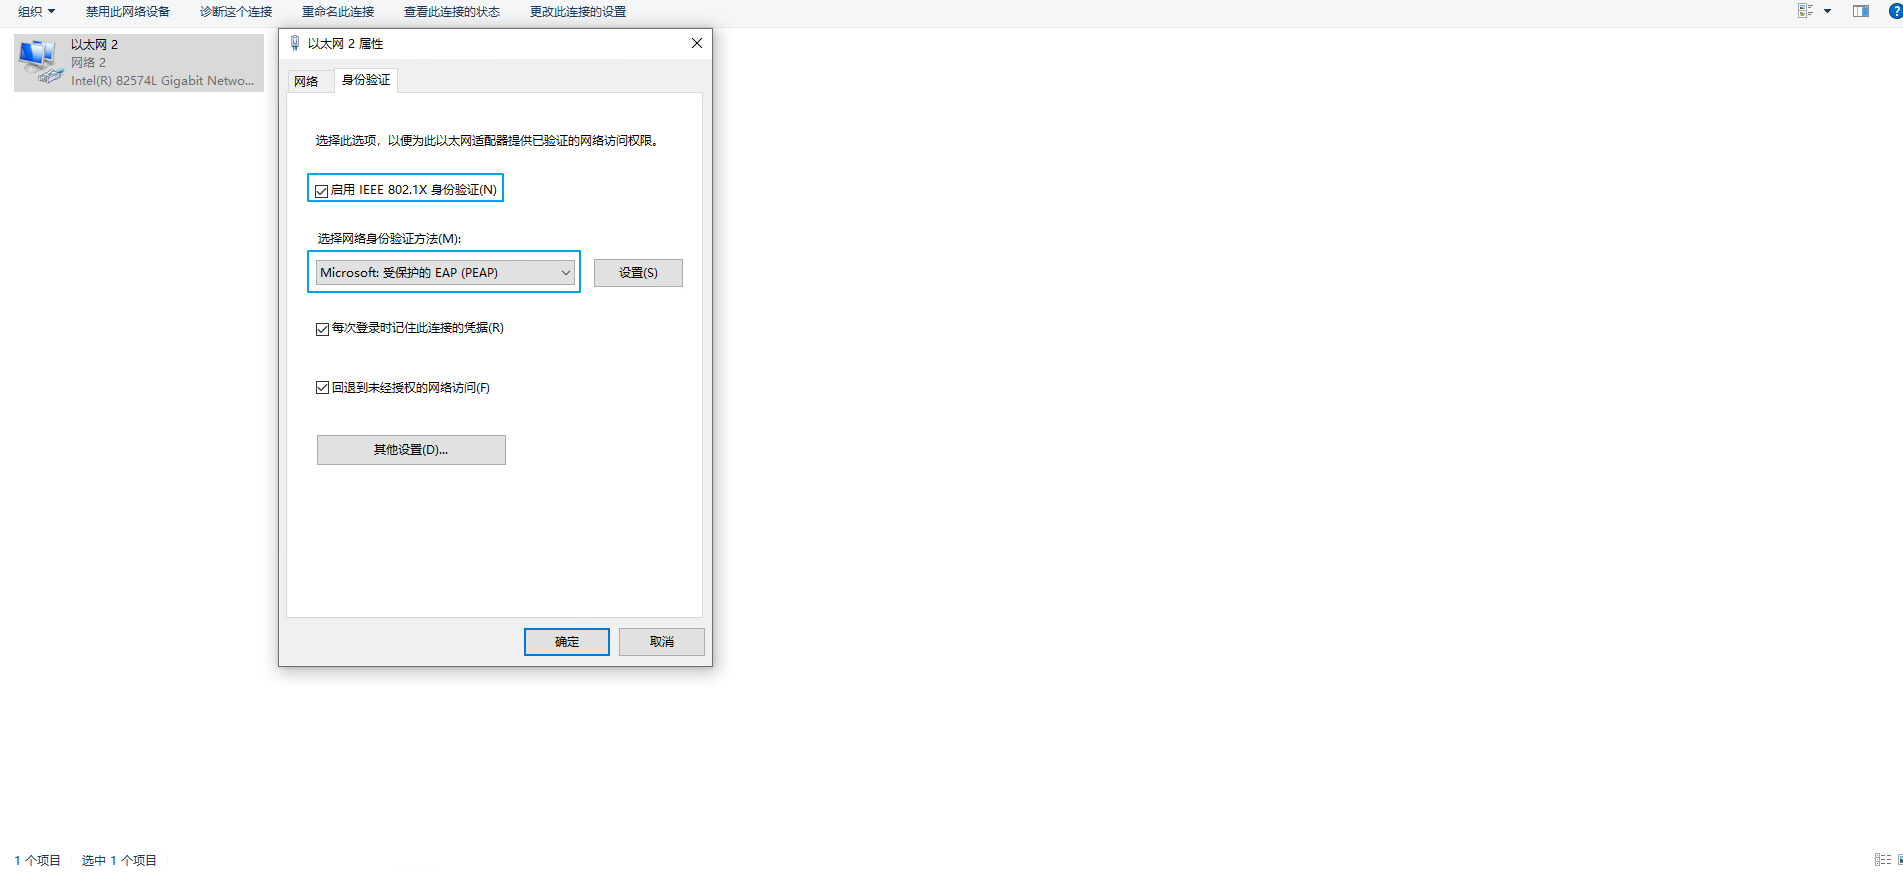 组织 禁用此网络设备 诊断这个连接 重命名此连接 查看此连接的状态 更改此连接的设置
以太网 2
网络 2
Intel(R) 82574L Gigabit Netwo...
以太网 2 属性
网络 身份验证
选择此选项，以便为此以太网适配器提供已验证的网络访问权限。
启用 IEEE 802.1X 身份验证(N)
选择网络身份验证方法(M):
Microsoft: 受保护的 EAP (PEAP) 设置(S)
每次登录时记住此连接的凭据(R)
回退到未经授权的网络访问(F)
其他设置(D)...
确定 取消
1 个项目 选中 1 个项目